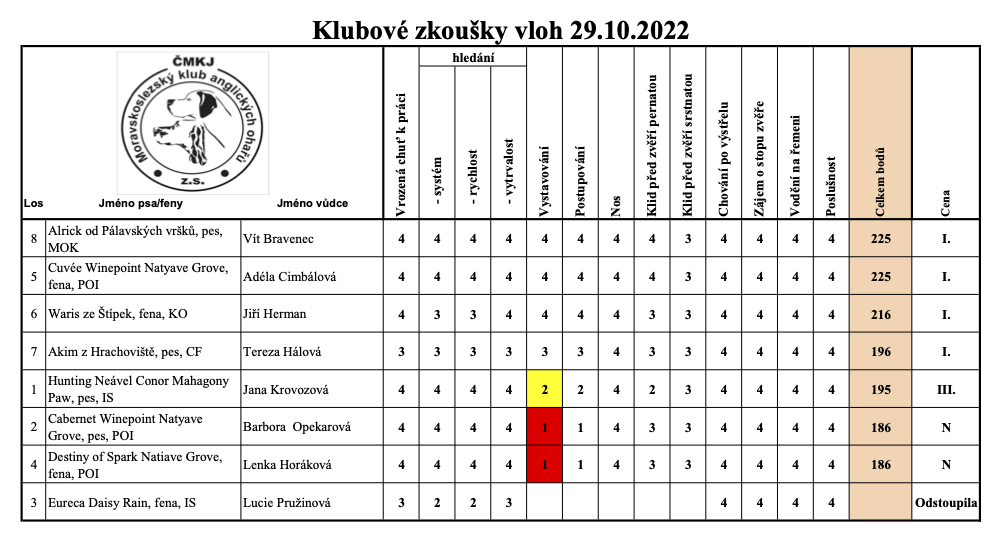 Klubové zkoušky vloh 29.10.2022
ČMKJ
Moravskoslezský klub anglických ohařů
z.s.
Los Jméno psa/feny Jméno vůdce Vrozená chuť k práci hledání - systém - rychlost - vytrvalost Vystavování Postupování Nos Klid před zvěří pernatou Klid před zvěří srstnatou Chování po výstřelu Zájem o stopu zvěře Vodění na řemeni Poslušnost Celkem bodů Cena
8 Alrick od Pálavských vršků, pes, MOK Vít Bravenec 4 4 4 4 4 4 4 4 3 4 4 4 4 225 I.
5 Cuvée Winepoint Natyave Grove, fena, POI Adéla Cimbálová 4 4 4 4 4 4 4 4 3 4 4 4 4 225 I.
6 Waris ze Štípek, fena, KO Jiří Herman 4 3 3 4 4 4 4 3 3 4 4 4 4 216 I.
7 Akim z Hrachoviště, pes, CF Tereza Hálová 3 3 3 3 3 3 4 3 3 4 4 4 4 196 I.
1 Hunting Neável Conor Mahagony Paw, pes, IS Jana Krovozová 4 4 4 4 2 2 4 2 3 4 4 4 4 195 III.
2 Cabernet Winepoint Natyave Grove, pes, POI Barbora Opekarová 4 4 4 4 1 1 4 3 3 4 4 4 4 186 N
4 Destiny of Spark Natiave Grove, fena, POI Lenka Horáková 4 4 4 4 1 1 4 3 3 4 4 4 4 186 N
3 Eureca Daisy Rain, fena, IS Lucie Pružinová 3 2 2 3 4 4 4 4 Odstoupila